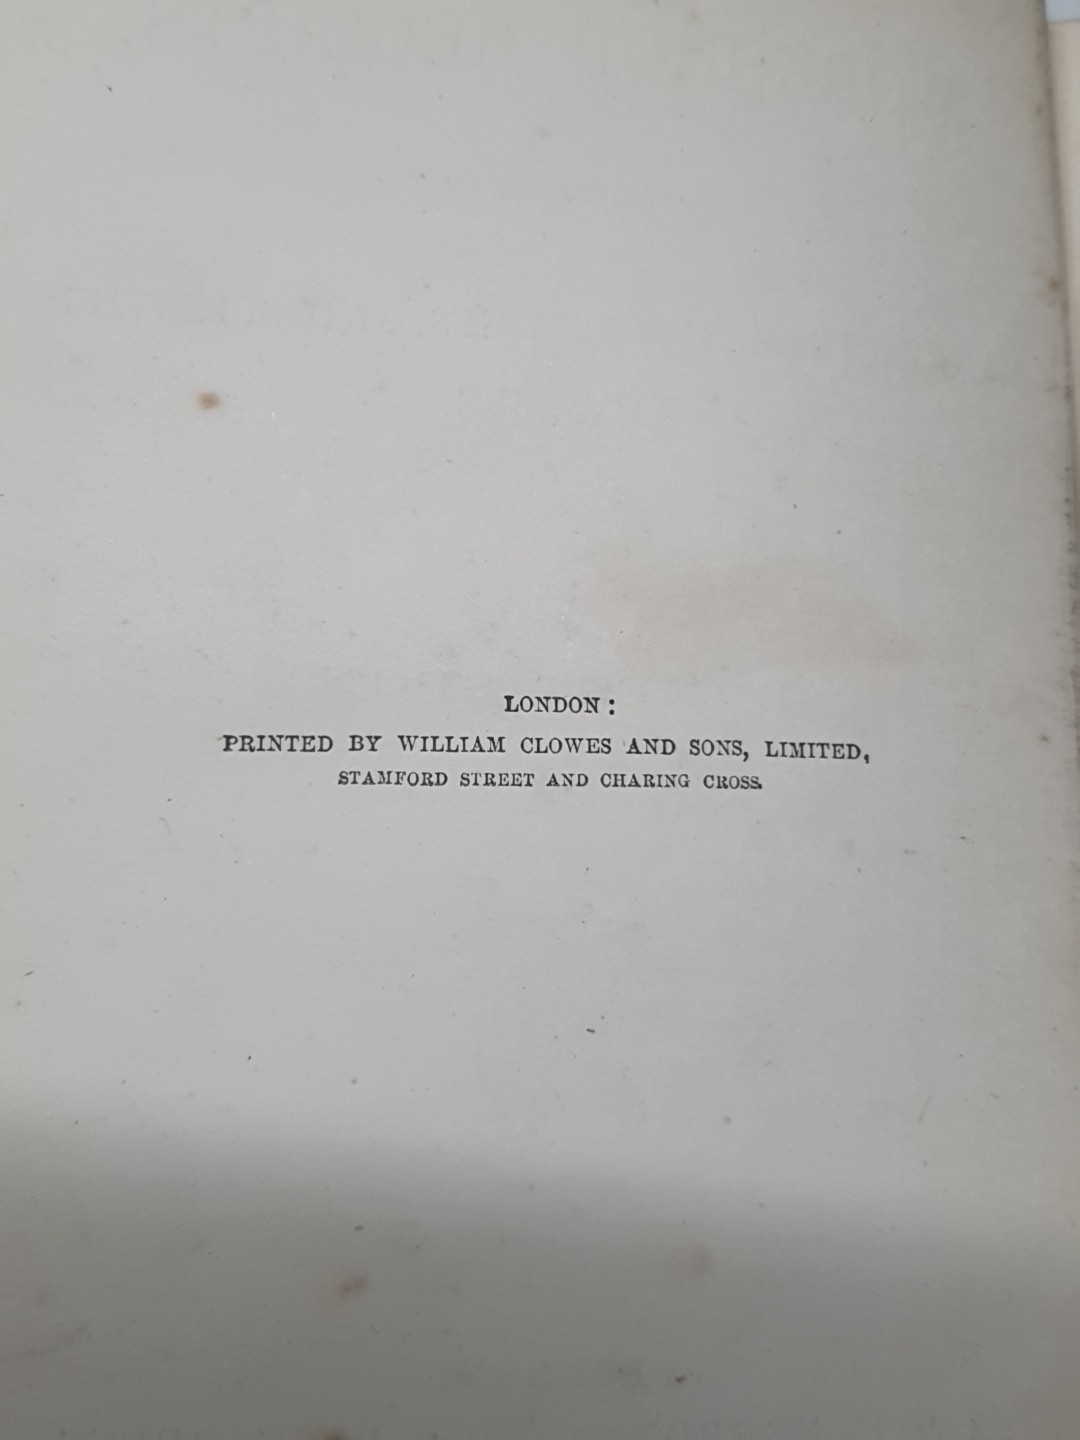 LONDON:
PRINTED BY WILLIAM CLOWES AND SONS, LIMITED,
STAMFORD STREET AND CHARING CROSS.